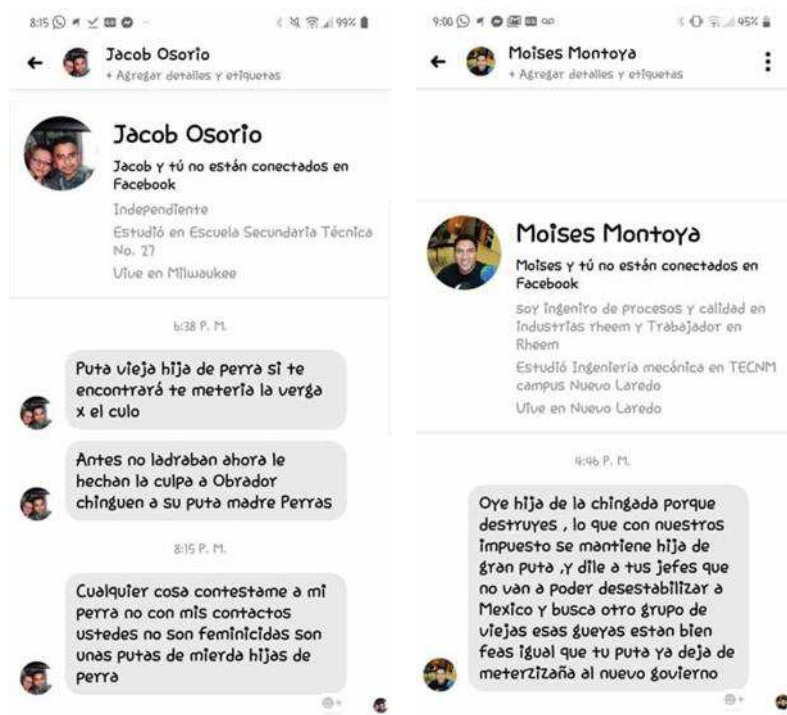 8:15 99%
Jacob Osorio
+ Agregar detalles y etiquetas
Jacob Osorio
Jacob y tú no están conectados en
Facebook
Independiente
Estudió en Escuela Secundaria Técnica
No. 27
Vive en Milwaukee
6:38 P. M.
Puta vieja hija de perra si te
encontrará te meteria la verga
x el culo
Antes no ladraban ahora le
hechan la culpa a Obrador
chinguen a su puta madre Perras
8:15 P. M.
Cualquier cosa contestame a mi
perra no con mis contactos
ustedes no son feminicidas son
unas putas de mierda hijas de
perra
9:00 45%
Moises Montoya
+ Agregar detalles y etiquetas
Moises Montoya
Moises y tú no están conectados en
Facebook
soy ingeniro de procesos y calidad en
industrias rheem y Trabajador en
Rheem
Estudió Ingeniería mecánica en TECNM
campus Nuevo Laredo
Vive en Nuevo Laredo
4:46 P. M.
Oye hija de la chingada porque
destruyes , lo que con nuestros
impuesto se mantiene hija de
gran puta ,y dile a tus jefes que
no van a poder desestabilizar a
Mexico y busca otro grupo de
viejas esas gueyas estan bien
feas igual que tu puta ya deja de
meterzizaña al nuevo govierno